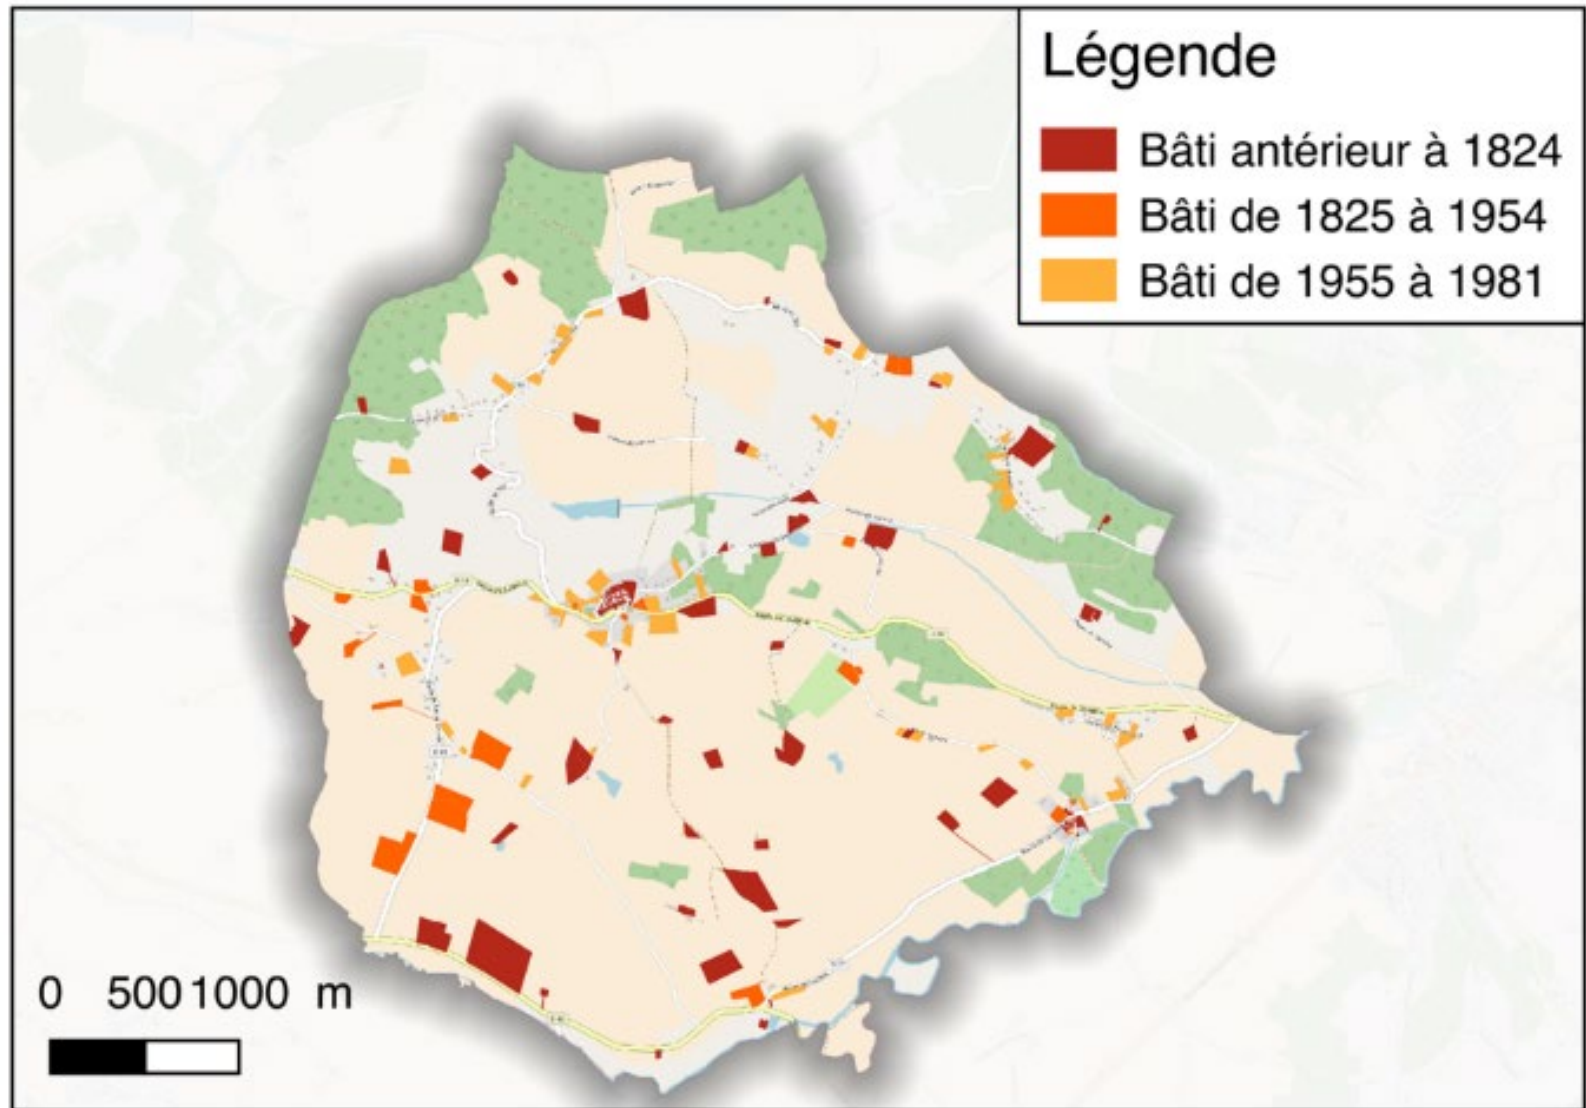 Légende
Bâti antérieur à 1824
Bâti de 1825 à 1954
Bâti de 1955 à 1981
0 500 1000 m